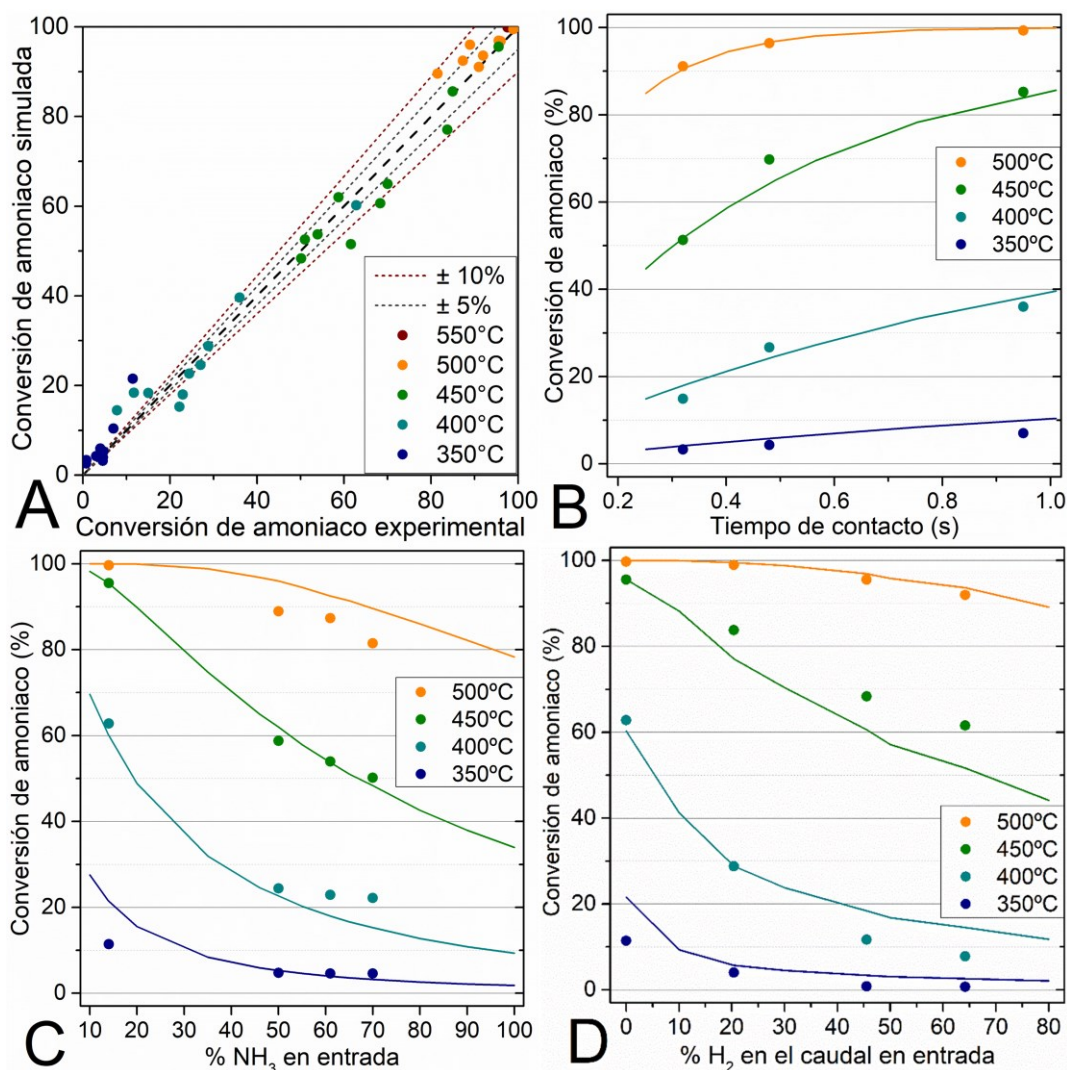 Conversión de amoniaco simulada
100
80
60
40
20
0
0 20 40 60 80 100
Conversión de amoniaco experimental
± 10%
± 5%
550°C
500°C
450°C
400°C
350°C
A
Conversión de amoniaco (%)
100
80
60
40
20
0
0.2 0.4 0.6 0.8 1.0
Tiempo de contacto (s)
500ºC
450ºC
400ºC
350ºC
B
Conversión de amoniaco (%)
100
80
60
40
20
0
10 20 30 40 50 60 70 80 90 100
% NH₃ en entrada
500ºC
450ºC
400ºC
350ºC
C
Conversión de amoniaco (%)
100
80
60
40
20
0
0 10 20 30 40 50 60 70 80
% H₂ en el caudal en entrada
500ºC
450ºC
400ºC
350ºC
D